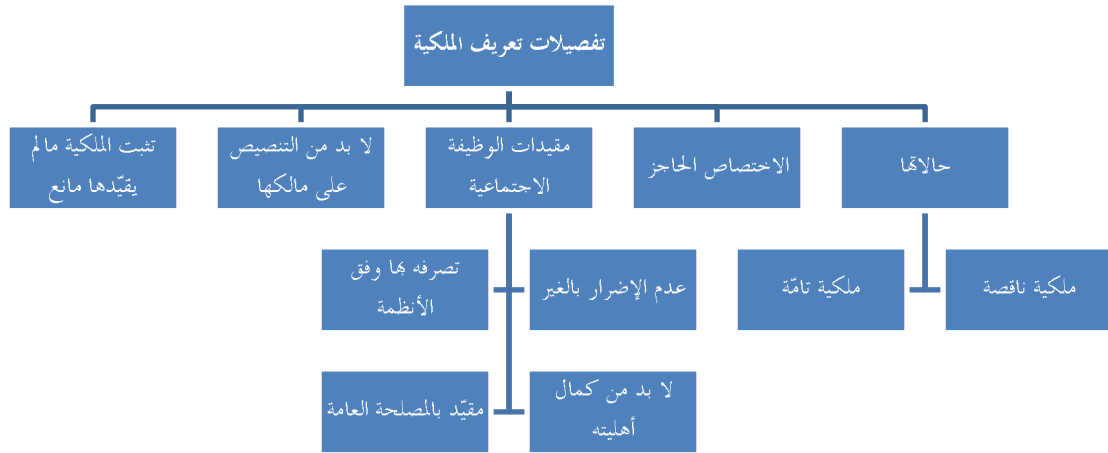 تفصيلات تعريف الملكية
حالاتها
الاختصاص الحاجز
مقيدات الوظيفة
الاجتماعية
لا بد من التنصيص
على مالكها
تثبت الملكية مالم
يقيّدها مانع
ملكية ناقصة
ملكية تامّة
عدم الإضرار بالغير
تصرفه بها وفق
الأنظمة
لا بد من كمال
أهليته
مقيّد بالمصلحة العامة